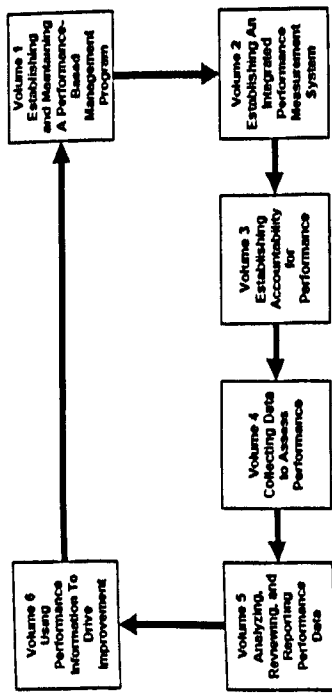 Volume 1
Establishing
and Maintaining
A Performance-
Based
Management
Program
Volume 2
Establishing An
Integrated
Performance
Measurement
System
Volume 3
Establishing
Accountability
for
Performance
Volume 4
Collecting Data
to Assess
Performance
Volume 5
Analyzing,
Reviewing, and
Reporting
Performance
Data
Volume 6
Using
Performance
Information To
Drive
Improvement